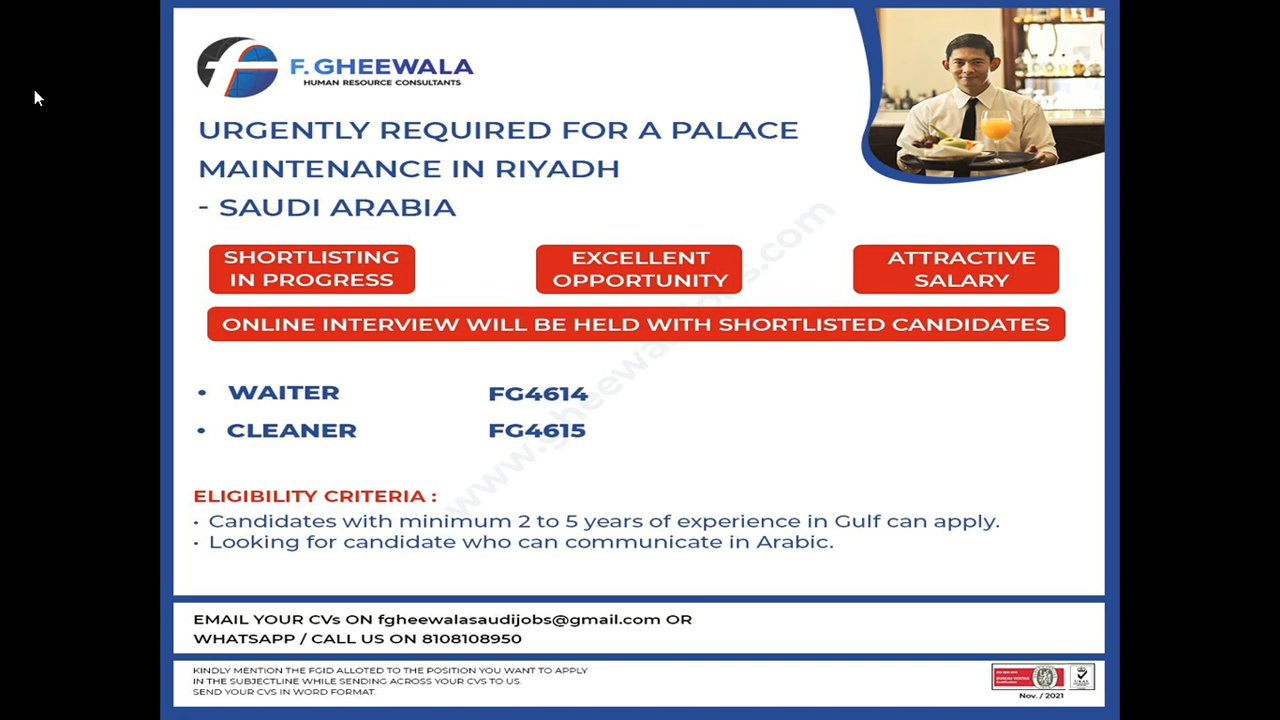 F. GHEEWALA
HUMAN RESOURCE CONSULTANTS
URGENTLY REQUIRED FOR A PALACE
MAINTENANCE IN RIYADH
- SAUDI ARABIA
SHORTLISTING
IN PROGRESS
EXCELLENT
OPPORTUNITY
ATTRACTIVE
SALARY
ONLINE INTERVIEW WILL BE HELD WITH SHORTLISTED CANDIDATES
• WAITER FG4614
• CLEANER FG4615
ELIGIBILITY CRITERIA :
• Candidates with minimum 2 to 5 years of experience in Gulf can apply.
• Looking for candidate who can communicate in Arabic.
EMAIL YOUR CVs ON fgheewalasaudijobs@gmail.com OR
WHATSAPP / CALL US ON 8108108950
KINDLY MENTION THE FGID ALLOTED TO THE POSITION YOU WANT TO APPLY
IN THE SUBJECTLINE WHILE SENDING ACROSS YOUR CVS TO US.
SEND YOUR CVS IN WORD FORMAT.
BUREAU VERITAS
Certification
UKAS
Nov. / 2021